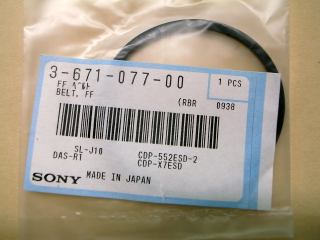 3-671-077-00
1 PCS
FF ﾍﾞﾙﾄ
BELT, FF
(RBR 0938
SL-J10 CDP-552ESD-2
DAS-R1 CDP-X7ESD
SONY MADE IN JAPAN